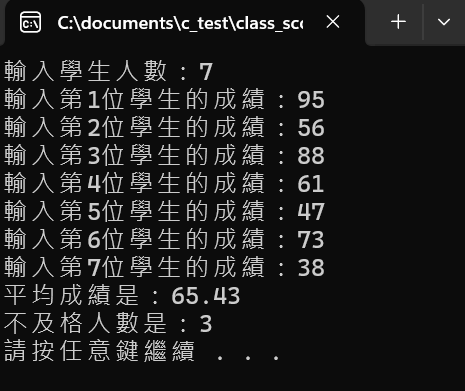 C:\documents\c_test\class_sco
輸入學生人數：7
輸入第1位學生的成績：95
輸入第2位學生的成績：56
輸入第3位學生的成績：88
輸入第4位學生的成績：61
輸入第5位學生的成績：47
輸入第6位學生的成績：73
輸入第7位學生的成績：38
平均成績是：65.43
不及格人數是：3
請按任意鍵繼續 . . .